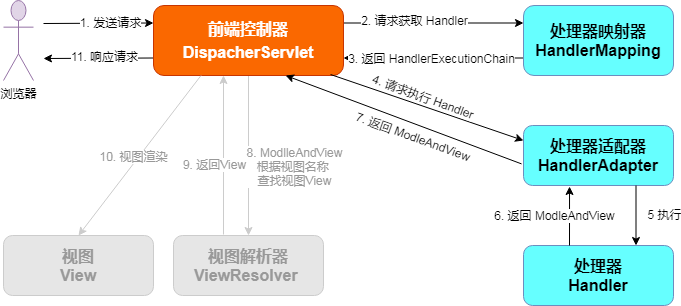 1. 发送请求
11. 响应请求
浏览器
前端控制器
DispacherServlet
2. 请求获取 Handler
3. 返回 HandlerExecutionChain
处理器映射器
HandlerMapping
4. 请求执行 Handler
7. 返回 ModleAndView
处理器适配器
HandlerAdapter
10. 视图渲染
9. 返回View
8. ModlleAndView
根据视图名称
查找视图View
6. 返回 ModleAndView
5 执行
视图
View
视图解析器
ViewResolver
处理器
Handler